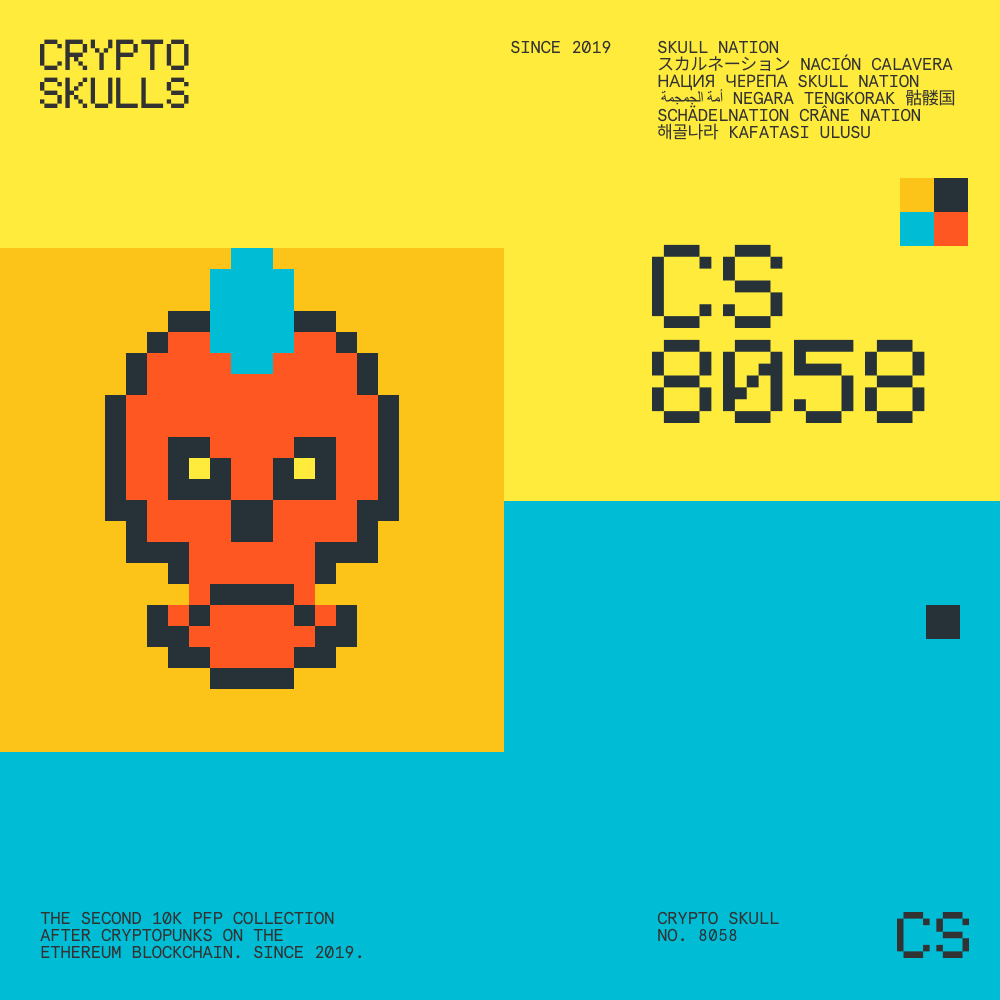 CRYPTO
SKULLS
SINCE 2019
SKULL NATION
スカルネーション NACIÓN CALAVERA
НАЦИЯ ЧЕРЕПА SKULL NATION
أمة الجمجمة NEGARA TENGKORAK 骷髅国
SCHÄDELNATION CRÂNE NATION
해골나라 KAFATASI ULUSU
CS
8058
THE SECOND 10K PFP COLLECTION
AFTER CRYPTOPUNKS ON THE
ETHEREUM BLOCKCHAIN. SINCE 2019.
CRYPTO SKULL
NO. 8058
CS